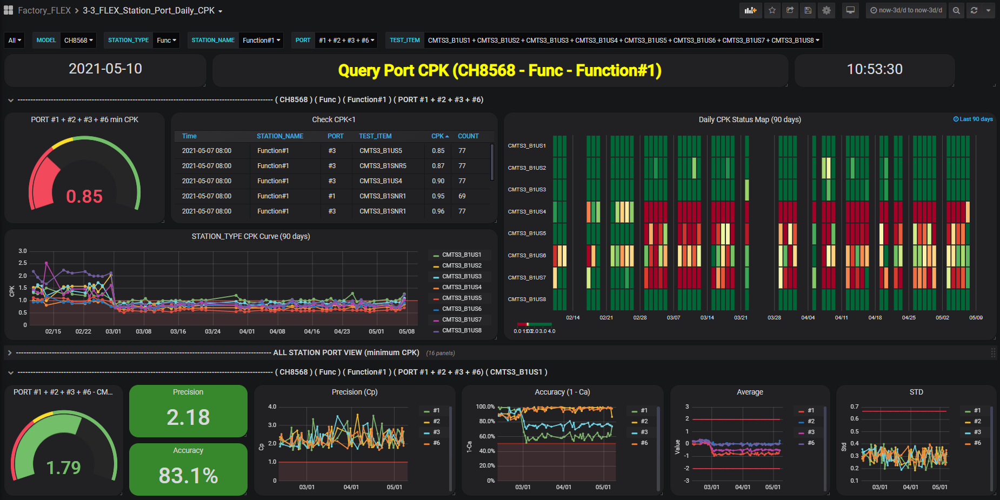 Factory_FLEX > 3-3_FLEX_Station_Port_Daily_CPK
now-3d/d to now-3d/d
All MODEL CH8568 STATION_TYPE Func STATION_NAME Function#1 PORT #1 + #2 + #3 + #6 TEST_ITEM CMTS3_B1US1 + CMTS3_B1US2 + CMTS3_B1US3 + CMTS3_B1US4 + CMTS3_B1US5 + CMTS3_B1US6 + CMTS3_B1US7 + CMTS3_B1US8
2021-05-10
Query Port CPK (CH8568 - Func - Function#1)
10:53:30
( CH8568 ) ( Func ) ( Function#1 ) ( PORT #1 + #2 + #3 + #6)
PORT #1 + #2 + #3 + #6 min CPK
0.85
Check CPK<1
Time STATION_NAME PORT TEST_ITEM CPK COUNT
2021-05-07 08:00 Function#1 #3 CMTS3_B1US5 0.85 77
2021-05-07 08:00 Function#1 #3 CMTS3_B1SNR5 0.87 77
2021-05-07 08:00 Function#1 #3 CMTS3_B1US4 0.90 77
2021-05-07 08:00 Function#1 #1 CMTS3_B1SNR1 0.95 69
2021-05-07 08:00 Function#1 #3 CMTS3_B1SNR1 0.96 77
Daily CPK Status Map (90 days)
Last 90 days
CMTS3_B1US1
CMTS3_B1US2
CMTS3_B1US3
CMTS3_B1US4
CMTS3_B1US5
CMTS3_B1US6
CMTS3_B1US7
CMTS3_B1US8
02/14 02/21 02/28 03/07 03/14 03/21 03/28 04/04 04/11 04/18 04/25 05/02 05/09
0.0 2.0 3.0 4.0
STATION_TYPE CPK Curve (90 days)
CPK
3.0
2.5
2.0
1.5
1.0
0.5
0
02/15 02/22 03/01 03/08 03/16 03/24 04/01 04/08 04/16 04/23 05/01 05/08
CMTS3_B1US1
CMTS3_B1US2
CMTS3_B1US3
CMTS3_B1US4
CMTS3_B1US5
CMTS3_B1US6
CMTS3_B1US7
CMTS3_B1US8
ALL STATION PORT VIEW (minimum CPK) (16 panels)
( CH8568 ) ( Func ) ( Function#1 ) ( PORT #1 + #2 + #3 + #6) ( CMTS3_B1US1 )
PORT #1 + #2 + #3 + #6 - CM...
1.79
Precision
2.18
Accuracy
83.1%
Precision (Cp)
Cp
4.0
3.0
2.0
1.0
0
03/01 04/01 05/01
#1
#2
#3
#6
Accuracy (1 - Ca)
1-Ca
100.0%
80.0%
60.0%
40.0%
20.0%
0%
03/01 04/01 05/01
#1
#2
#3
#6
Average
Value
3
2
1
0
-1
-2
-3
03/01 04/01 05/01
#1
#2
#3
#6
STD
Std
0.7
0.6
0.5
0.4
0.3
0.2
0.1
03/01 04/01 05/01
#1
#2
#3
#6